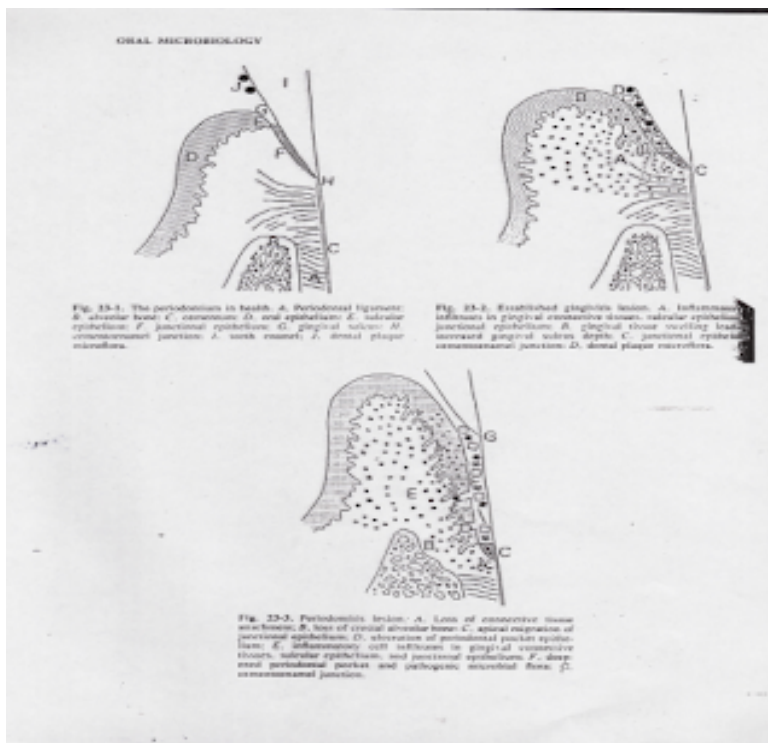 ORAL MICROBIOLOGY
J
I
G
E
F
D
H
C
B
A
Fig. 23-1. The periodontium in health. A, Periodontal ligament;
B, alveolar bone; C, cementum; D, oral epithelium; E, sulcular
epithelium; F, junctional epithelium; G, gingival sulcus; H,
cementoenamel junction; I, tooth enamel; J, dental plaque
microflora.
D
B
A
C
Fig. 23-2. Established gingivitis lesion. A, Inflammatory
infiltrates in gingival connective tissues, sulcular epithelium
junctional epithelium; B, gingival tissue swelling
increased gingival sulcus depth; C, junctional
cementoenamel junction; D, dental plaque microflora.
G
E
D
B
C
Fig. 23-3. Periodontitis lesion. A, Loss of connective tissue
attachment; B, loss of crestal alveolar bone; C, apical migration of
junctional epithelium; D, ulceration of periodontal pocket epithe-
lium; E, inflammatory cell infiltrates in gingival connective
tissues, sulcular epithelium, and junctional epithelium; F, deep-
ened periodontal pocket and pathogenic microbial flora; G,
cementoenamel junction.